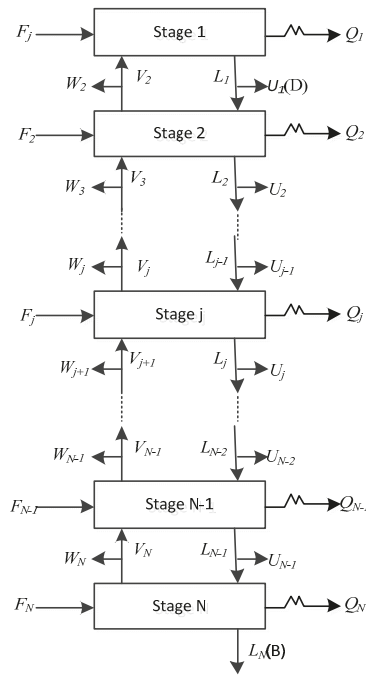 F_j Stage 1 Q_1
W_2 V_2 L_1 U_1(D)
F_2 Stage 2 Q_2
W_3 V_3 L_2 U_2
W_j V_j L_{j-1} U_{j-1}
F_j Stage j Q_j
W_{j+1} V_{j+1} L_j U_j
W_{N-1} V_{N-1} L_{N-2} U_{N-2}
F_{N-1} Stage N-1 Q_{N-1}
W_N V_N L_{N-1} U_{N-1}
F_N Stage N Q_N
L_N(B)